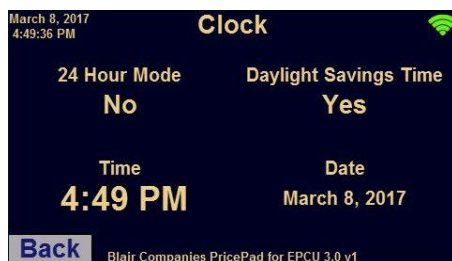 March 8, 2017
4:49:36 PM
Clock
24 Hour Mode
No
Daylight Savings Time
Yes
Time
4:49 PM
Date
March 8, 2017
Back
Blair Companies PricePad for EPCU 3.0 v1